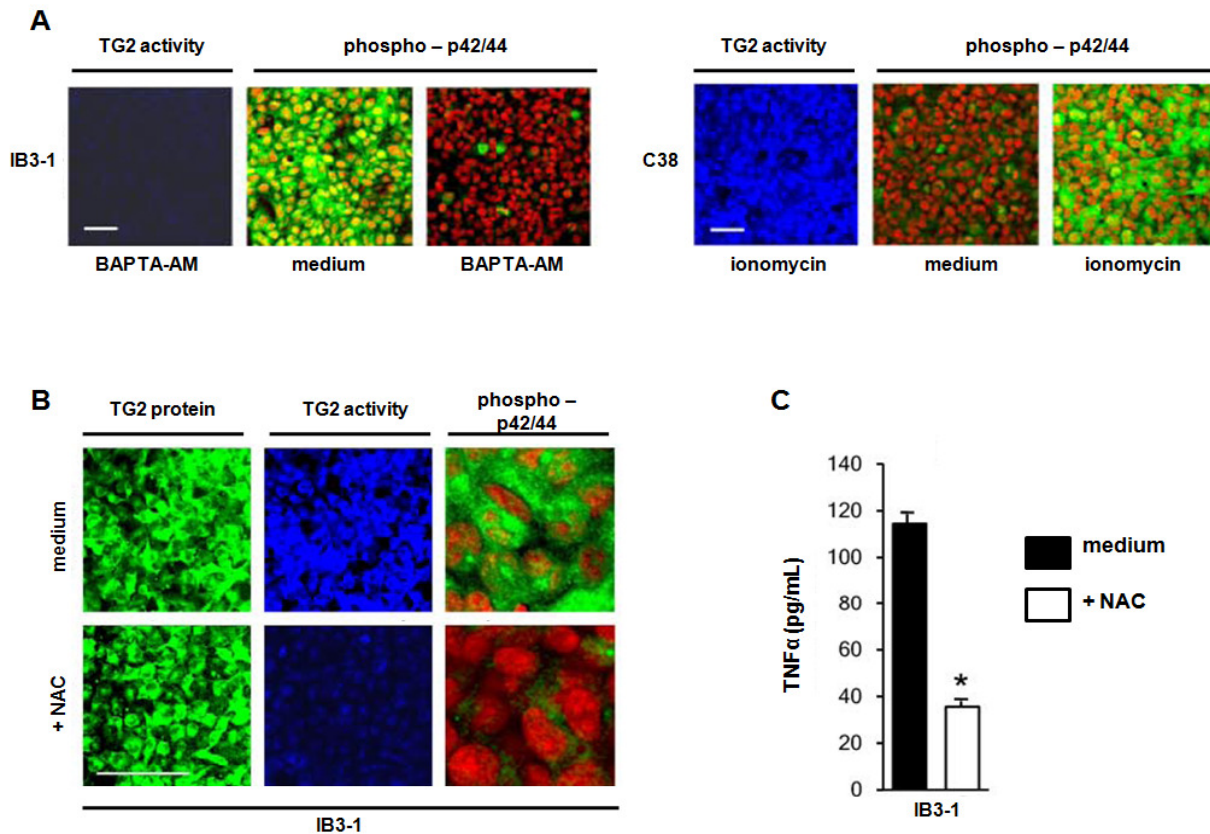 A
TG2 activity
phospho – p42/44
TG2 activity
phospho – p42/44
IB3-1
C38
BAPTA-AM
medium
BAPTA-AM
ionomycin
medium
ionomycin
B
TG2 protein
TG2 activity
phospho –
p42/44
medium
+ NAC
IB3-1
C
TNFα (pg/mL)
140
120
100
80
60
40
20
0
*
IB3-1
medium
+ NAC